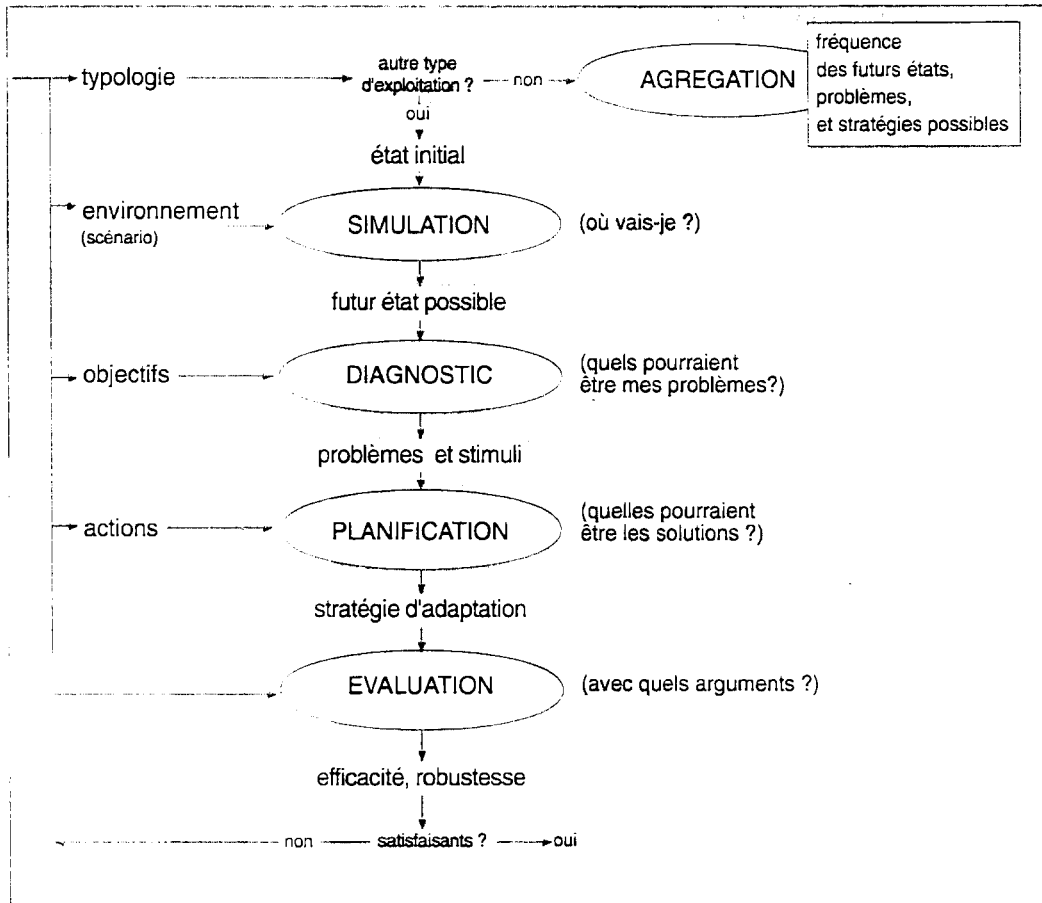 typologie
autre type
d'exploitation ?
non
AGREGATION
fréquence
des futurs états,
problèmes,
et stratégies possibles
oui
état initial
environnement
(scénario)
SIMULATION
(où vais-je ?)
futur état possible
objectifs
DIAGNOSTIC
(quels pourraient
être mes problèmes?)
problèmes et stimuli
actions
PLANIFICATION
(quelles pourraient
être les solutions ?)
stratégie d'adaptation
EVALUATION
(avec quels arguments ?)
efficacité, robustesse
non
satisfaisants ?
oui